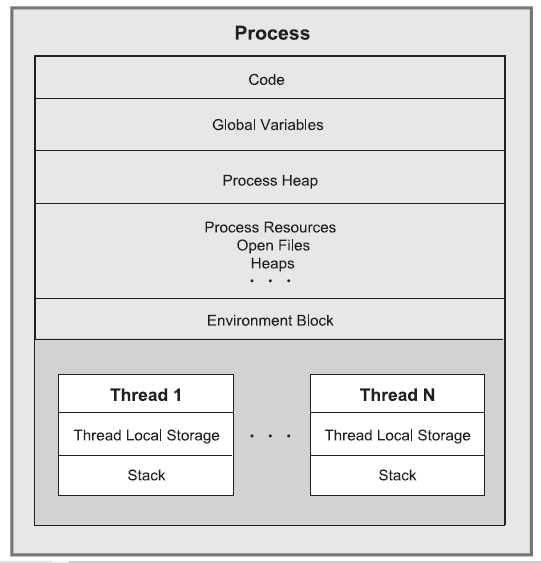 Process
Code
Global Variables
Process Heap
Process Resources
Open Files
Heaps
. . .
Environment Block
Thread 1
Thread Local Storage
Stack
. . .
Thread N
Thread Local Storage
Stack